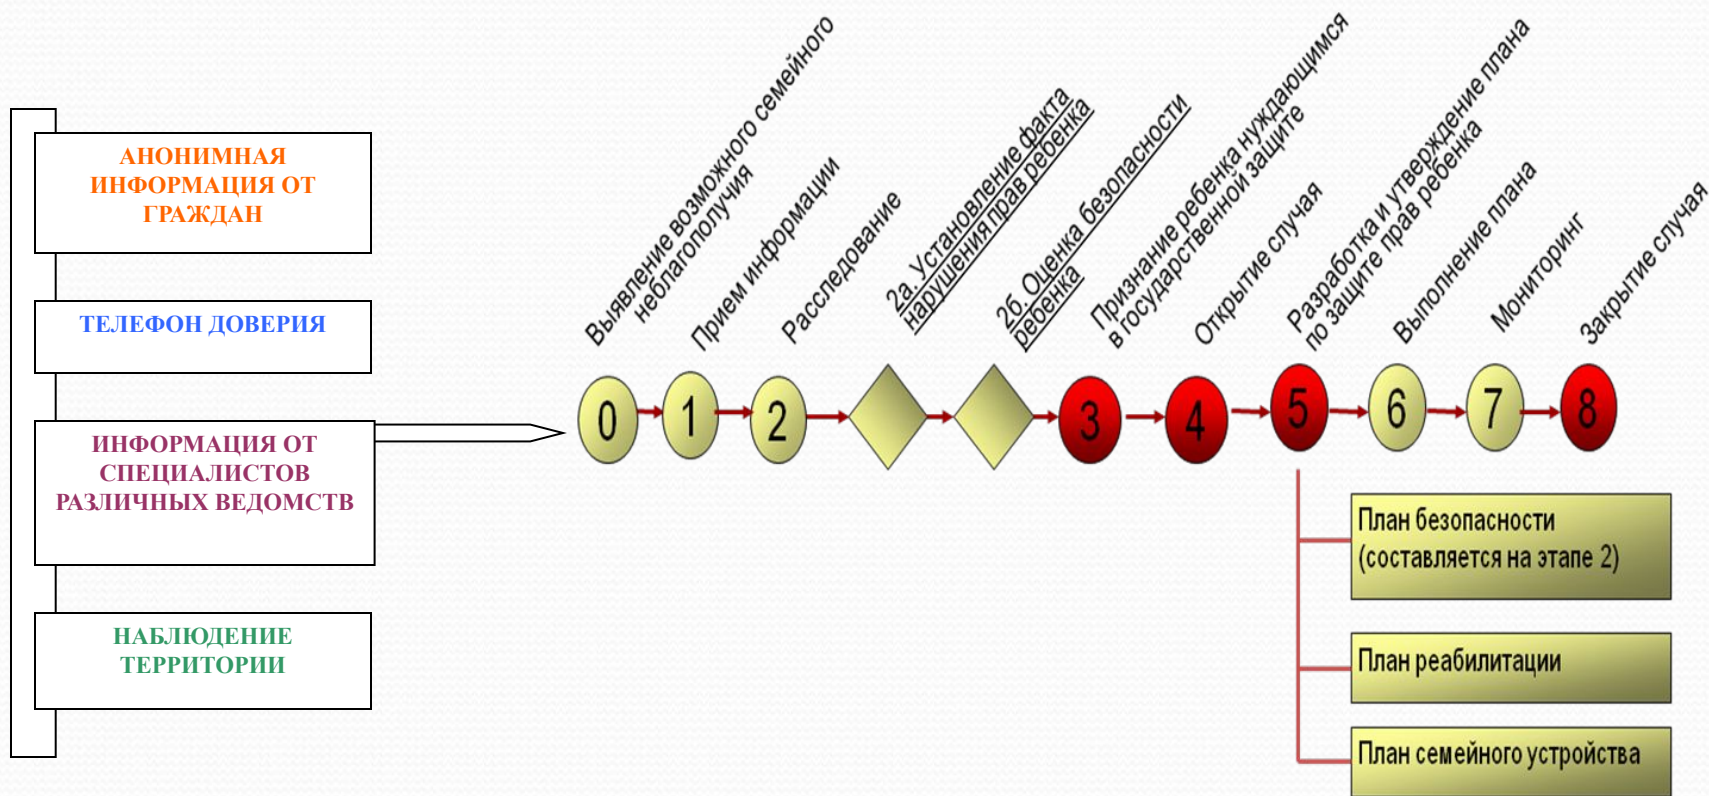 АНОНИМНАЯ
ИНФОРМАЦИЯ ОТ
ГРАЖДАН
ТЕЛЕФОН ДОВЕРИЯ
ИНФОРМАЦИЯ ОТ
СПЕЦИАЛИСТОВ
РАЗЛИЧНЫХ ВЕДОМСТВ
НАБЛЮДЕНИЕ
ТЕРРИТОРИИ
Выявление возможного семейного
неблагополучия
Прием информации
Расследование
2а. Установление факта
нарушения прав ребенка
2б. Оценка безопасности
ребенка
Признание ребенка нуждающимся
в государственной защите
Открытие случая
Разработка и утверждение плана
по защите прав ребенка
Выполнение плана
Мониторинг
Закрытие случая
0
1
2
3
4
5
6
7
8
План безопасности
(составляется на этапе 2)
План реабилитации
План семейного устройства